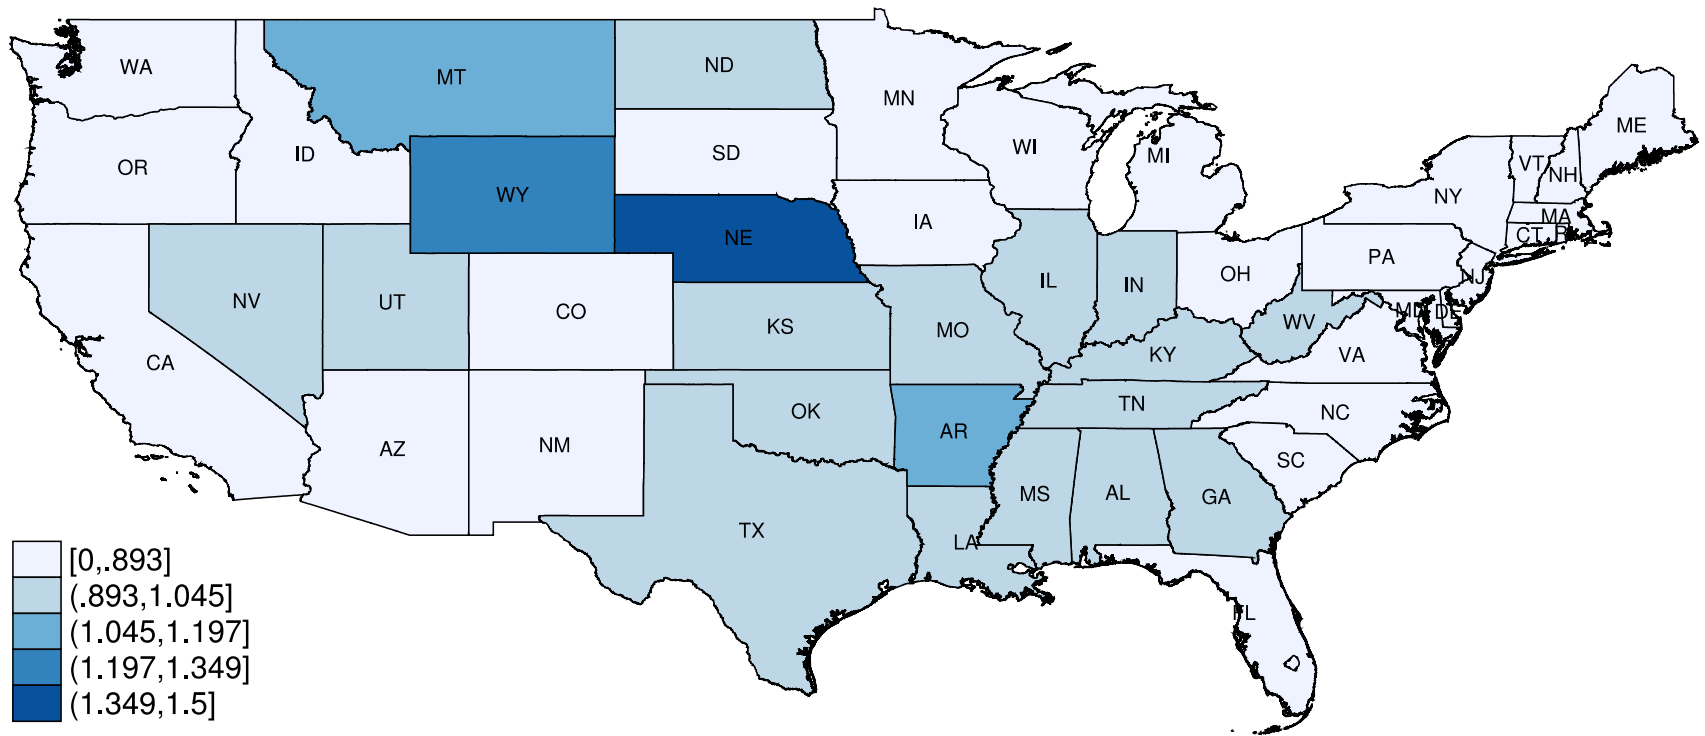 WA
MT
ND
MN
ME
OR
ID
SD
WI
MI
VT
NH
WY
NY
MA
NE
IA
CT
PA
NV
UT
CO
KS
MO
IL
IN
OH
NJ
MD
DE
WV
VA
CA
KY
OK
TN
NC
AZ
NM
AR
SC
MS
AL
GA
TX
LA
FL
[0,.893]
(.893,1.045]
(1.045,1.197]
(1.197,1.349]
(1.349,1.5]